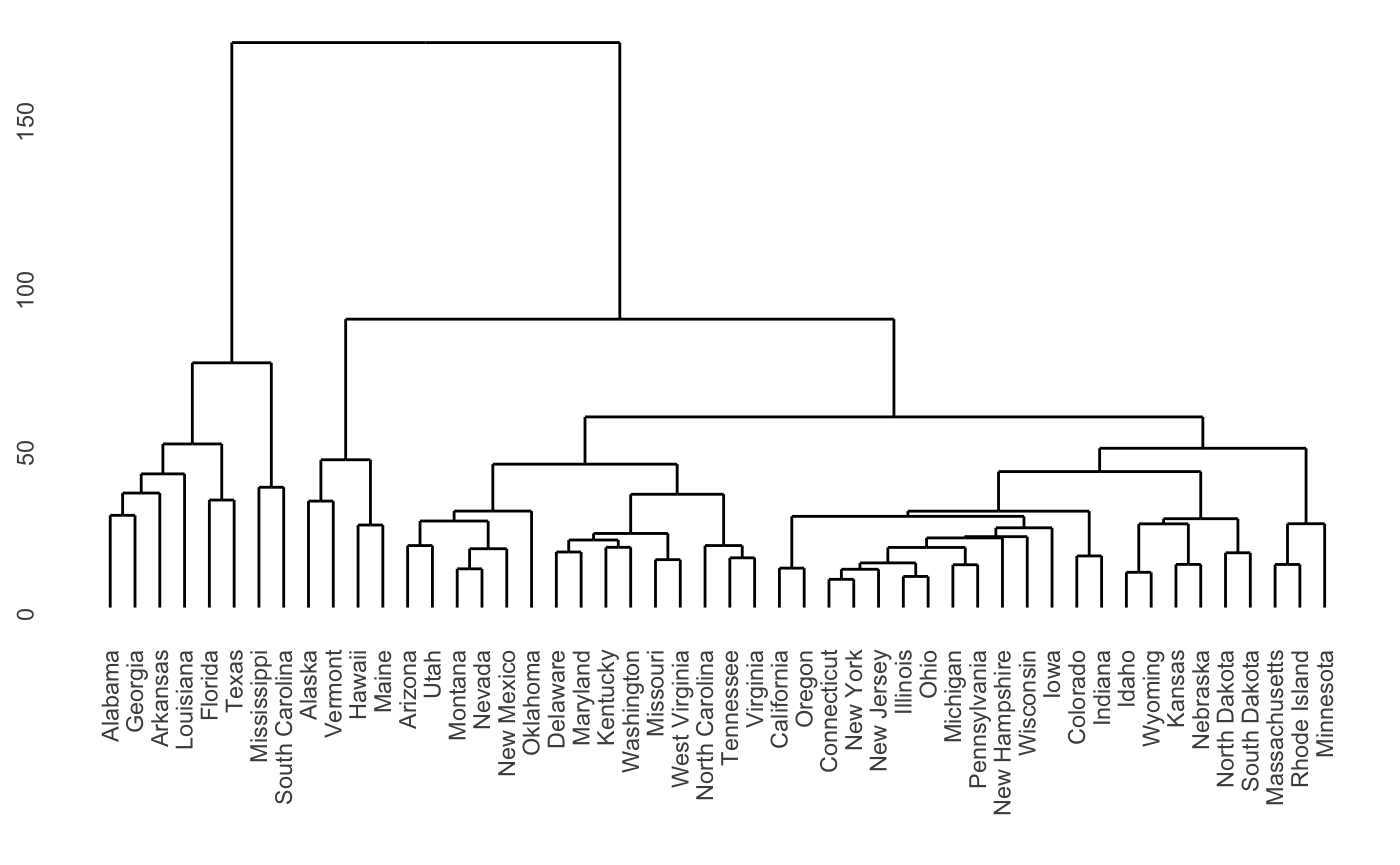 150
100
50
0
Alabama
Georgia
Arkansas
Louisiana
Florida
Texas
Mississippi
South Carolina
Alaska
Vermont
Hawaii
Maine
Arizona
Utah
Montana
Nevada
New Mexico
Oklahoma
Delaware
Maryland
Kentucky
Washington
Missouri
West Virginia
North Carolina
Tennessee
Virginia
California
Oregon
Connecticut
New York
New Jersey
Illinois
Ohio
Michigan
Pennsylvania
New Hampshire
Wisconsin
Iowa
Colorado
Indiana
Idaho
Wyoming
Kansas
Nebraska
North Dakota
South Dakota
Massachusetts
Rhode Island
Minnesota